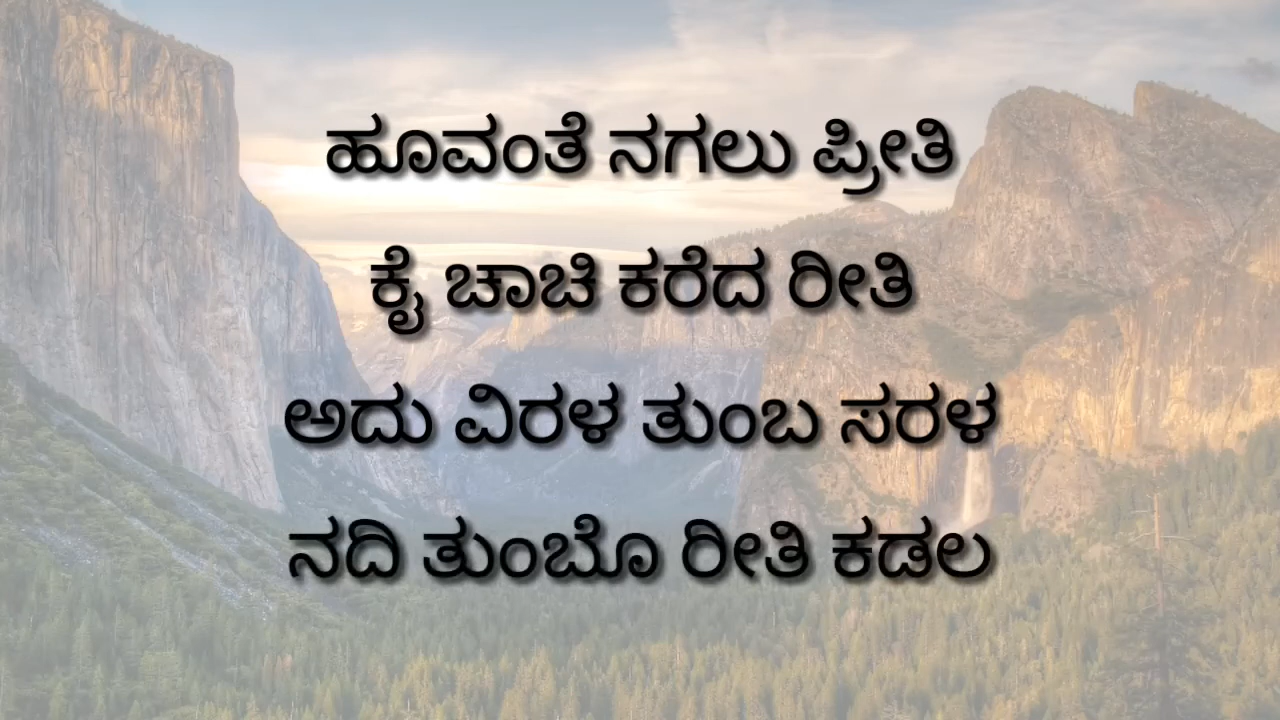 ಹೂವಂತೆ ನಗಲು ಪ್ರೀತಿ
ಕೈ ಚಾಚಿ ಕರೆದ ರೀತಿ
ಅದು ವಿರಳ ತುಂಬ ಸರಳ
ನದಿ ತುಂಬೊ ರೀತಿ ಕಡಲ